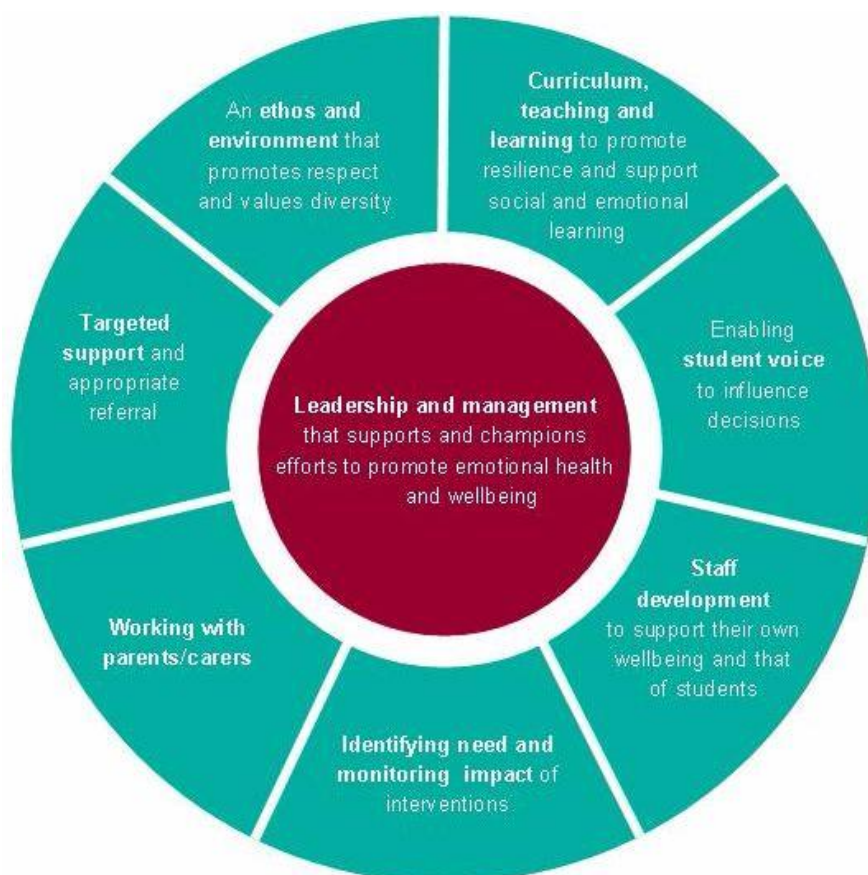 An ethos and
environment that
promotes respect
and values diversity
Curriculum,
teaching and
learning to promote
resilience and support
social and emotional
learning
Enabling
student voice
to influence
decisions
Staff
development
to support their own
wellbeing and that
of students
Identifying need and
monitoring impact of
interventions
Working with
parents/carers
Targeted
support and
appropriate
referral
Leadership and management
that supports and champions
efforts to promote emotional health
and wellbeing